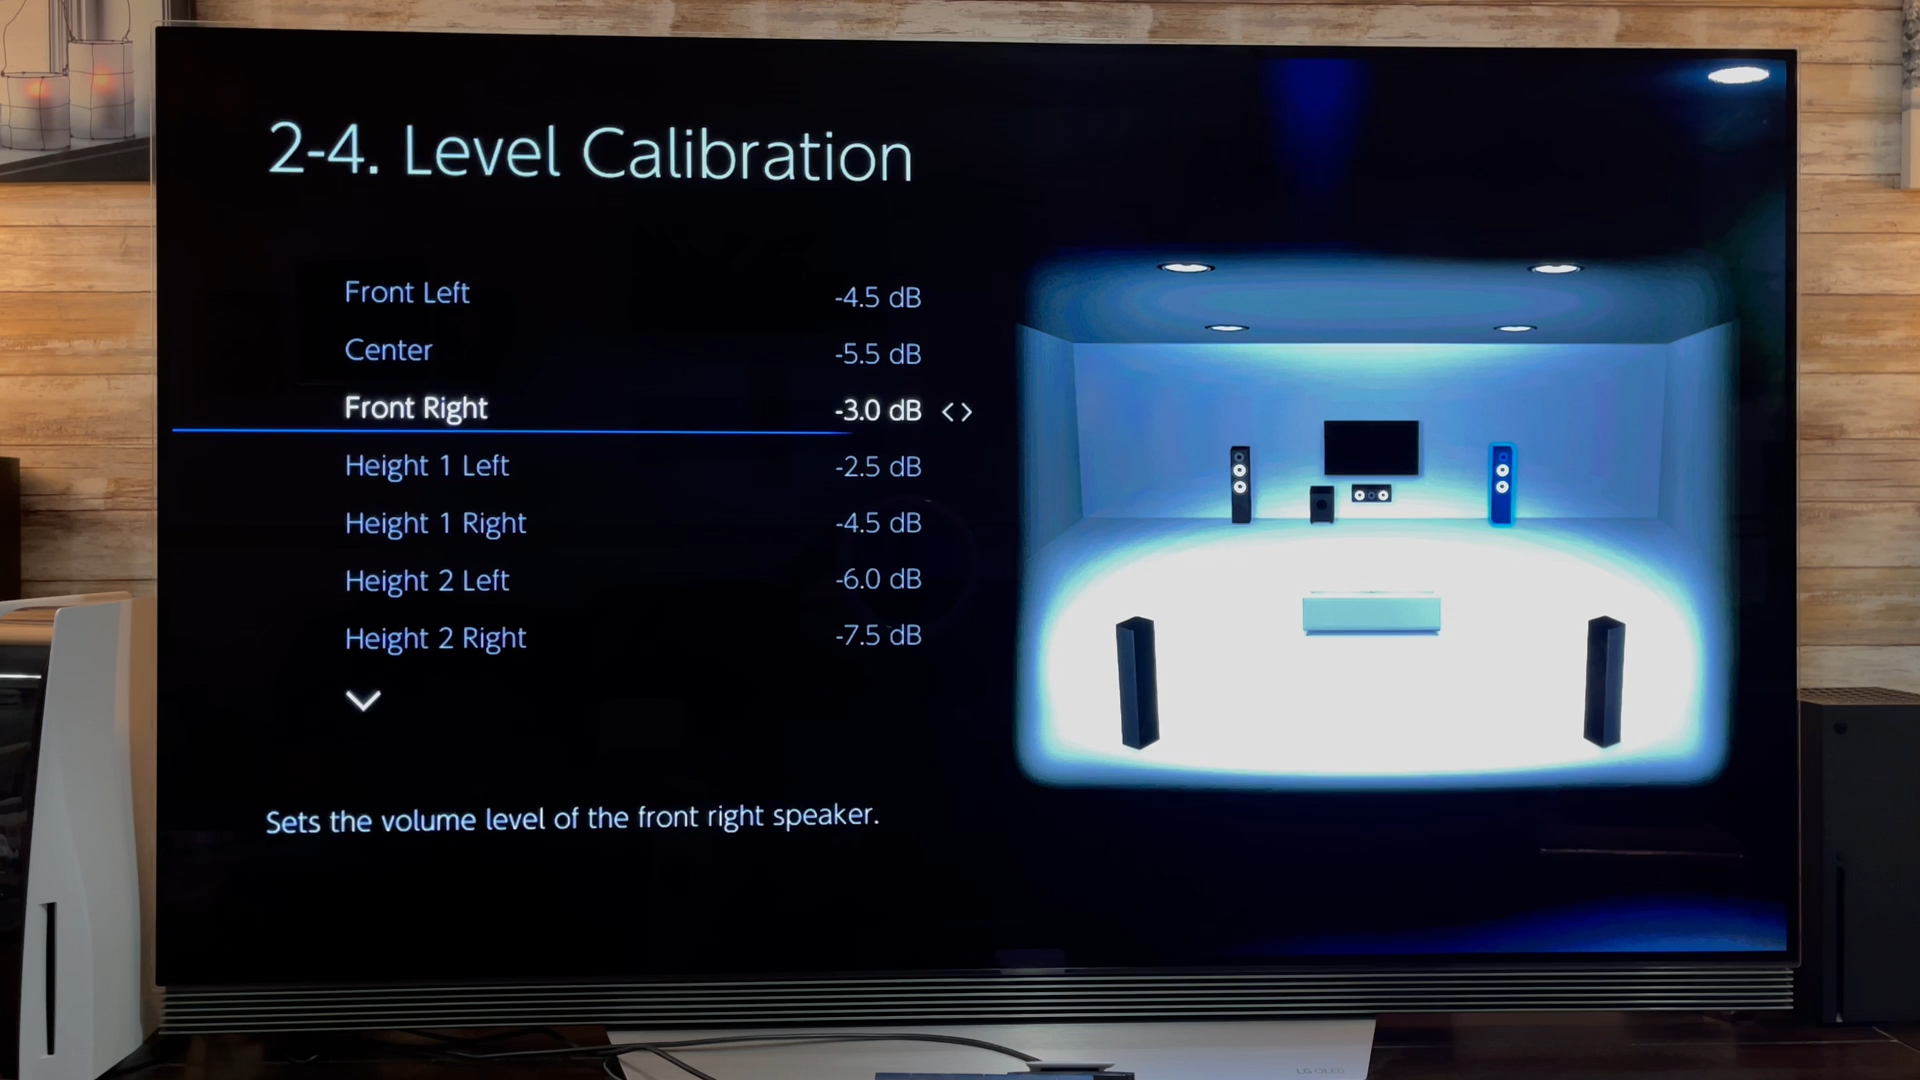 2-4. Level Calibration
Front Left -4.5 dB
Center -5.5 dB
Front Right -3.0 dB <>
Height 1 Left -2.5 dB
Height 1 Right -4.5 dB
Height 2 Left -6.0 dB
Height 2 Right -7.5 dB
Sets the volume level of the front right speaker.
LG OLED